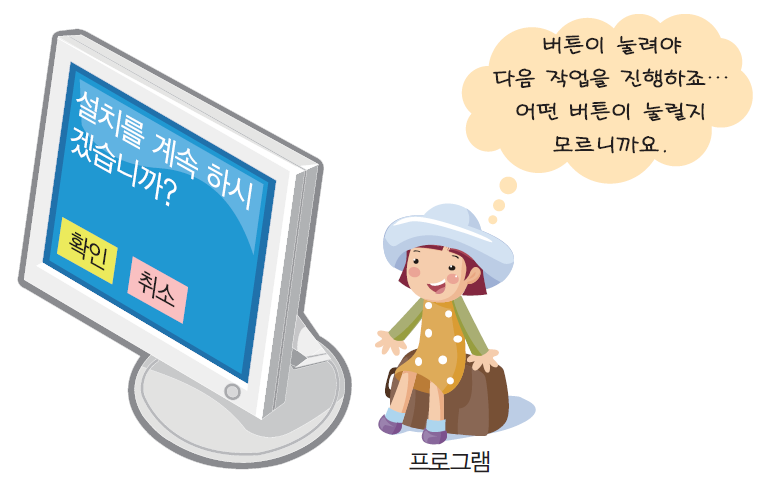 버튼이 눌려야
다음 작업을 진행하죠…
어떤 버튼이 눌릴지
모르니까요.
설치를 계속 하시
겠습니까?
확인
취소
프로그램